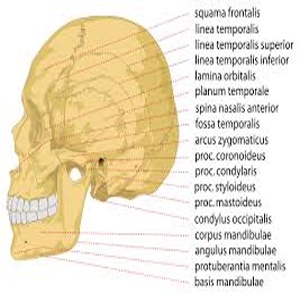 squama frontalis
linea temporalis
linea temporalis superior
linea temporalis inferior
lamina orbitalis
planum temporale
spina nasalis anterior
fossa temporalis
arcus zygomaticus
proc. coronoideus
proc. condylaris
proc. styloideus
proc. mastoideus
condylus occipitalis
corpus mandibulae
angulus mandibulae
protuberantia mentalis
basis mandibulae